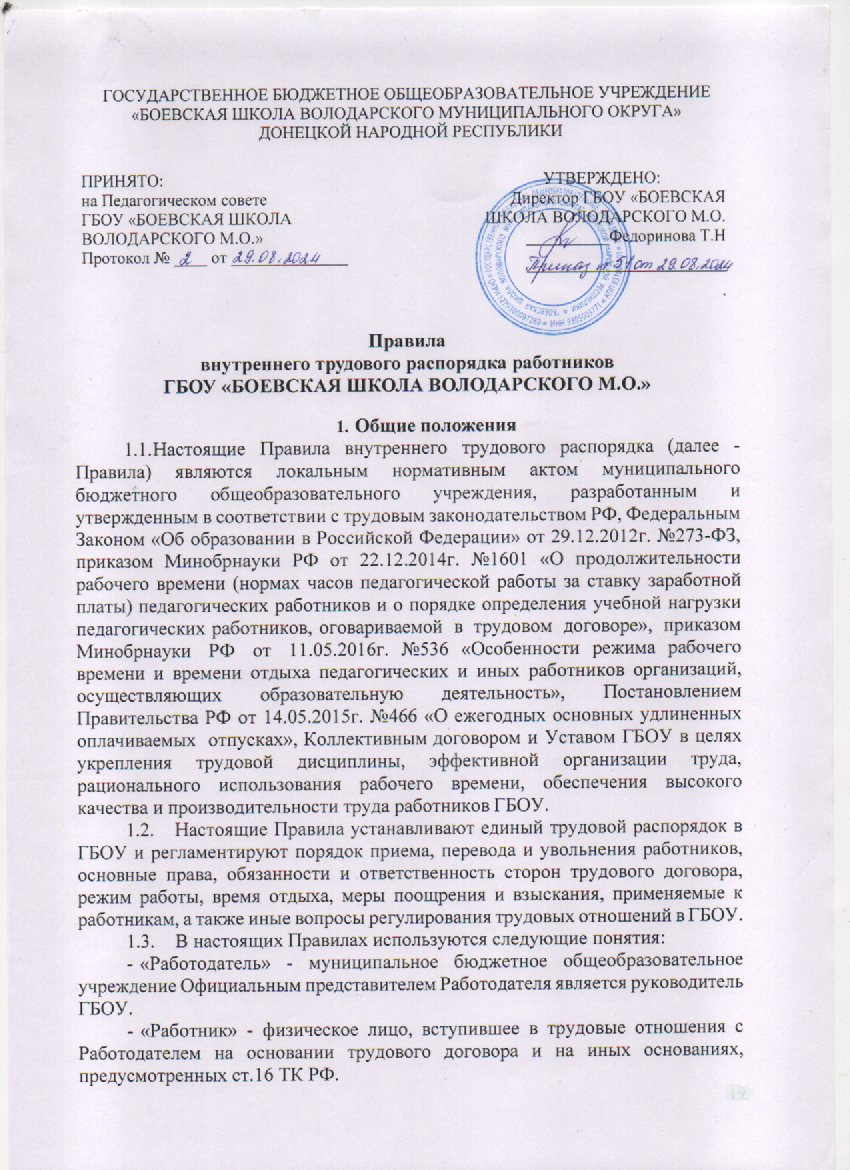 ГОСУДАРСТВЕННОЕ БЮДЖЕТНОЕ ОБЩЕОБРАЗОВАТЕЛЬНОЕ УЧРЕЖДЕНИЕ
«БОЕВСКАЯ ШКОЛА ВОЛОДАРСКОГО МУНИЦИПАЛЬНОГО ОКРУГА»
ДОНЕЦКОЙ НАРОДНОЙ РЕСПУБЛИКИ
ПРИНЯТО:
на Педагогическом совете
ГБОУ «БОЕВСКАЯ ШКОЛА
ВОЛОДАРСКОГО М.О.»
Протокол № 2 от 29.08.2024
УТВЕРЖДЕНО:
Директор ГБОУ «БОЕВСКАЯ
ШКОЛА ВОЛОДАРСКОГО М.О.
Федоринова Т.Н
Приказ № 51 от 29.08.2024
Правила
внутреннего трудового распорядка работников
ГБОУ «БОЕВСКАЯ ШКОЛА ВОЛОДАРСКОГО М.О.»
1. Общие положения
1.1.Настоящие Правила внутреннего трудового распорядка (далее -
Правила) являются локальным нормативным актом муниципального
бюджетного общеобразовательного учреждения, разработанным и
утвержденным в соответствии с трудовым законодательством РФ, Федеральным
Законом «Об образовании в Российской Федерации» от 29.12.2012г. №273-ФЗ,
приказом Минобрнауки РФ от 22.12.2014г. №1601 «О продолжительности
рабочего времени (нормах часов педагогической работы за ставку заработной
платы) педагогических работников и о порядке определения учебной нагрузки
педагогических работников, оговариваемой в трудовом договоре», приказом
Минобрнауки РФ от 11.05.2016г. №536 «Особенности режима рабочего
времени и времени отдыха педагогических и иных работников организаций,
осуществляющих образовательную деятельность», Постановлением
Правительства РФ от 14.05.2015г. №466 «О ежегодных основных удлиненных
оплачиваемых отпусках», Коллективным договором и Уставом ГБОУ в целях
укрепления трудовой дисциплины, эффективной организации труда,
рационального использования рабочего времени, обеспечения высокого
качества и производительности труда работников ГБОУ.
1.2. Настоящие Правила устанавливают единый трудовой распорядок в
ГБОУ и регламентируют порядок приема, перевода и увольнения работников,
основные права, обязанности и ответственность сторон трудового договора,
режим работы, время отдыха, меры поощрения и взыскания, применяемые к
работникам, а также иные вопросы регулирования трудовых отношений в ГБОУ.
1.3. В настоящих Правилах используются следующие понятия:
- «Работодатель» - муниципальное бюджетное общеобразовательное
учреждение Официальным представителем Работодателя является руководитель
ГБОУ.
- «Работник» - физическое лицо, вступившее в трудовые отношения с
Работодателем на основании трудового договора и на иных основаниях,
предусмотренных ст.16 ТК РФ.
19